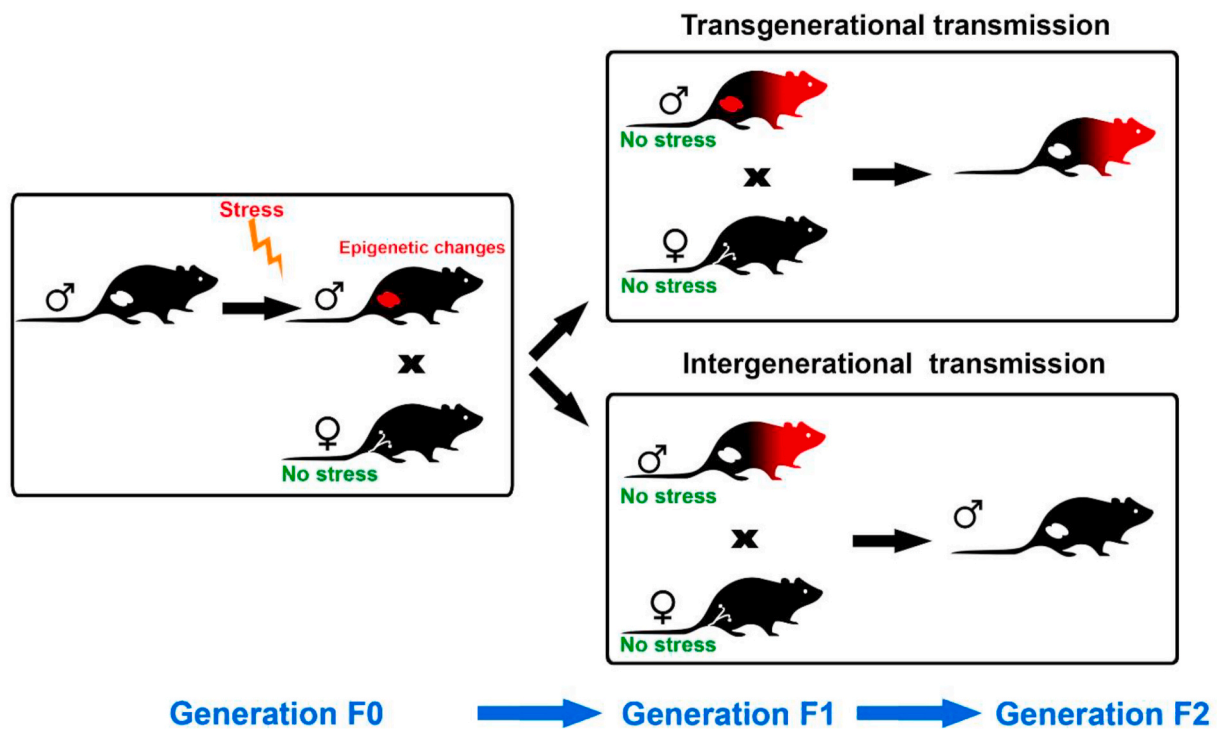 Transgenerational transmission
♂
No stress
x
♀
No stress
Stress
Epigenetic changes
♂
♂
x
♀
No stress
Intergenerational transmission
♂
No stress
x
♂
♀
No stress
Generation F0
Generation F1
Generation F2